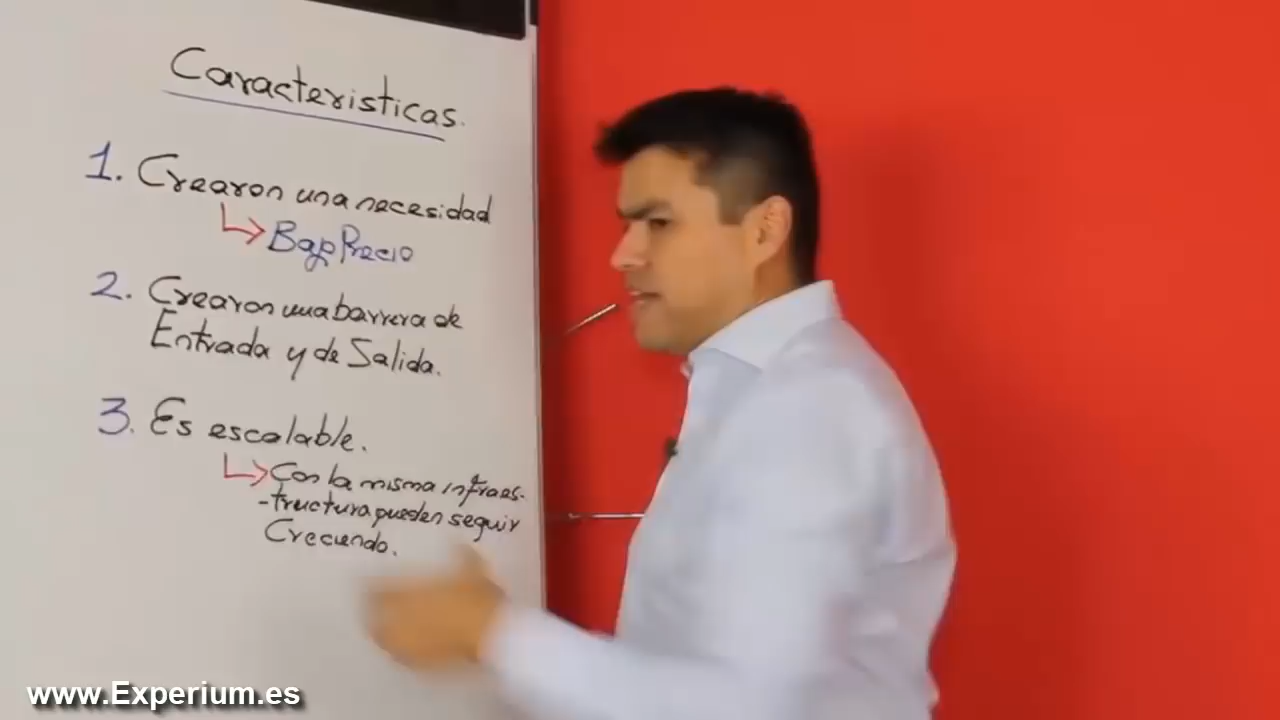 Caracteristicas.
1. Crearon una necesidad
Bajo Precio
2. Crearon una barrera de
Entrada y de Salida.
3. Es escalable.
Con la misma infraes-
-tructura pueden seguir
Creciendo.
www.Experium.es